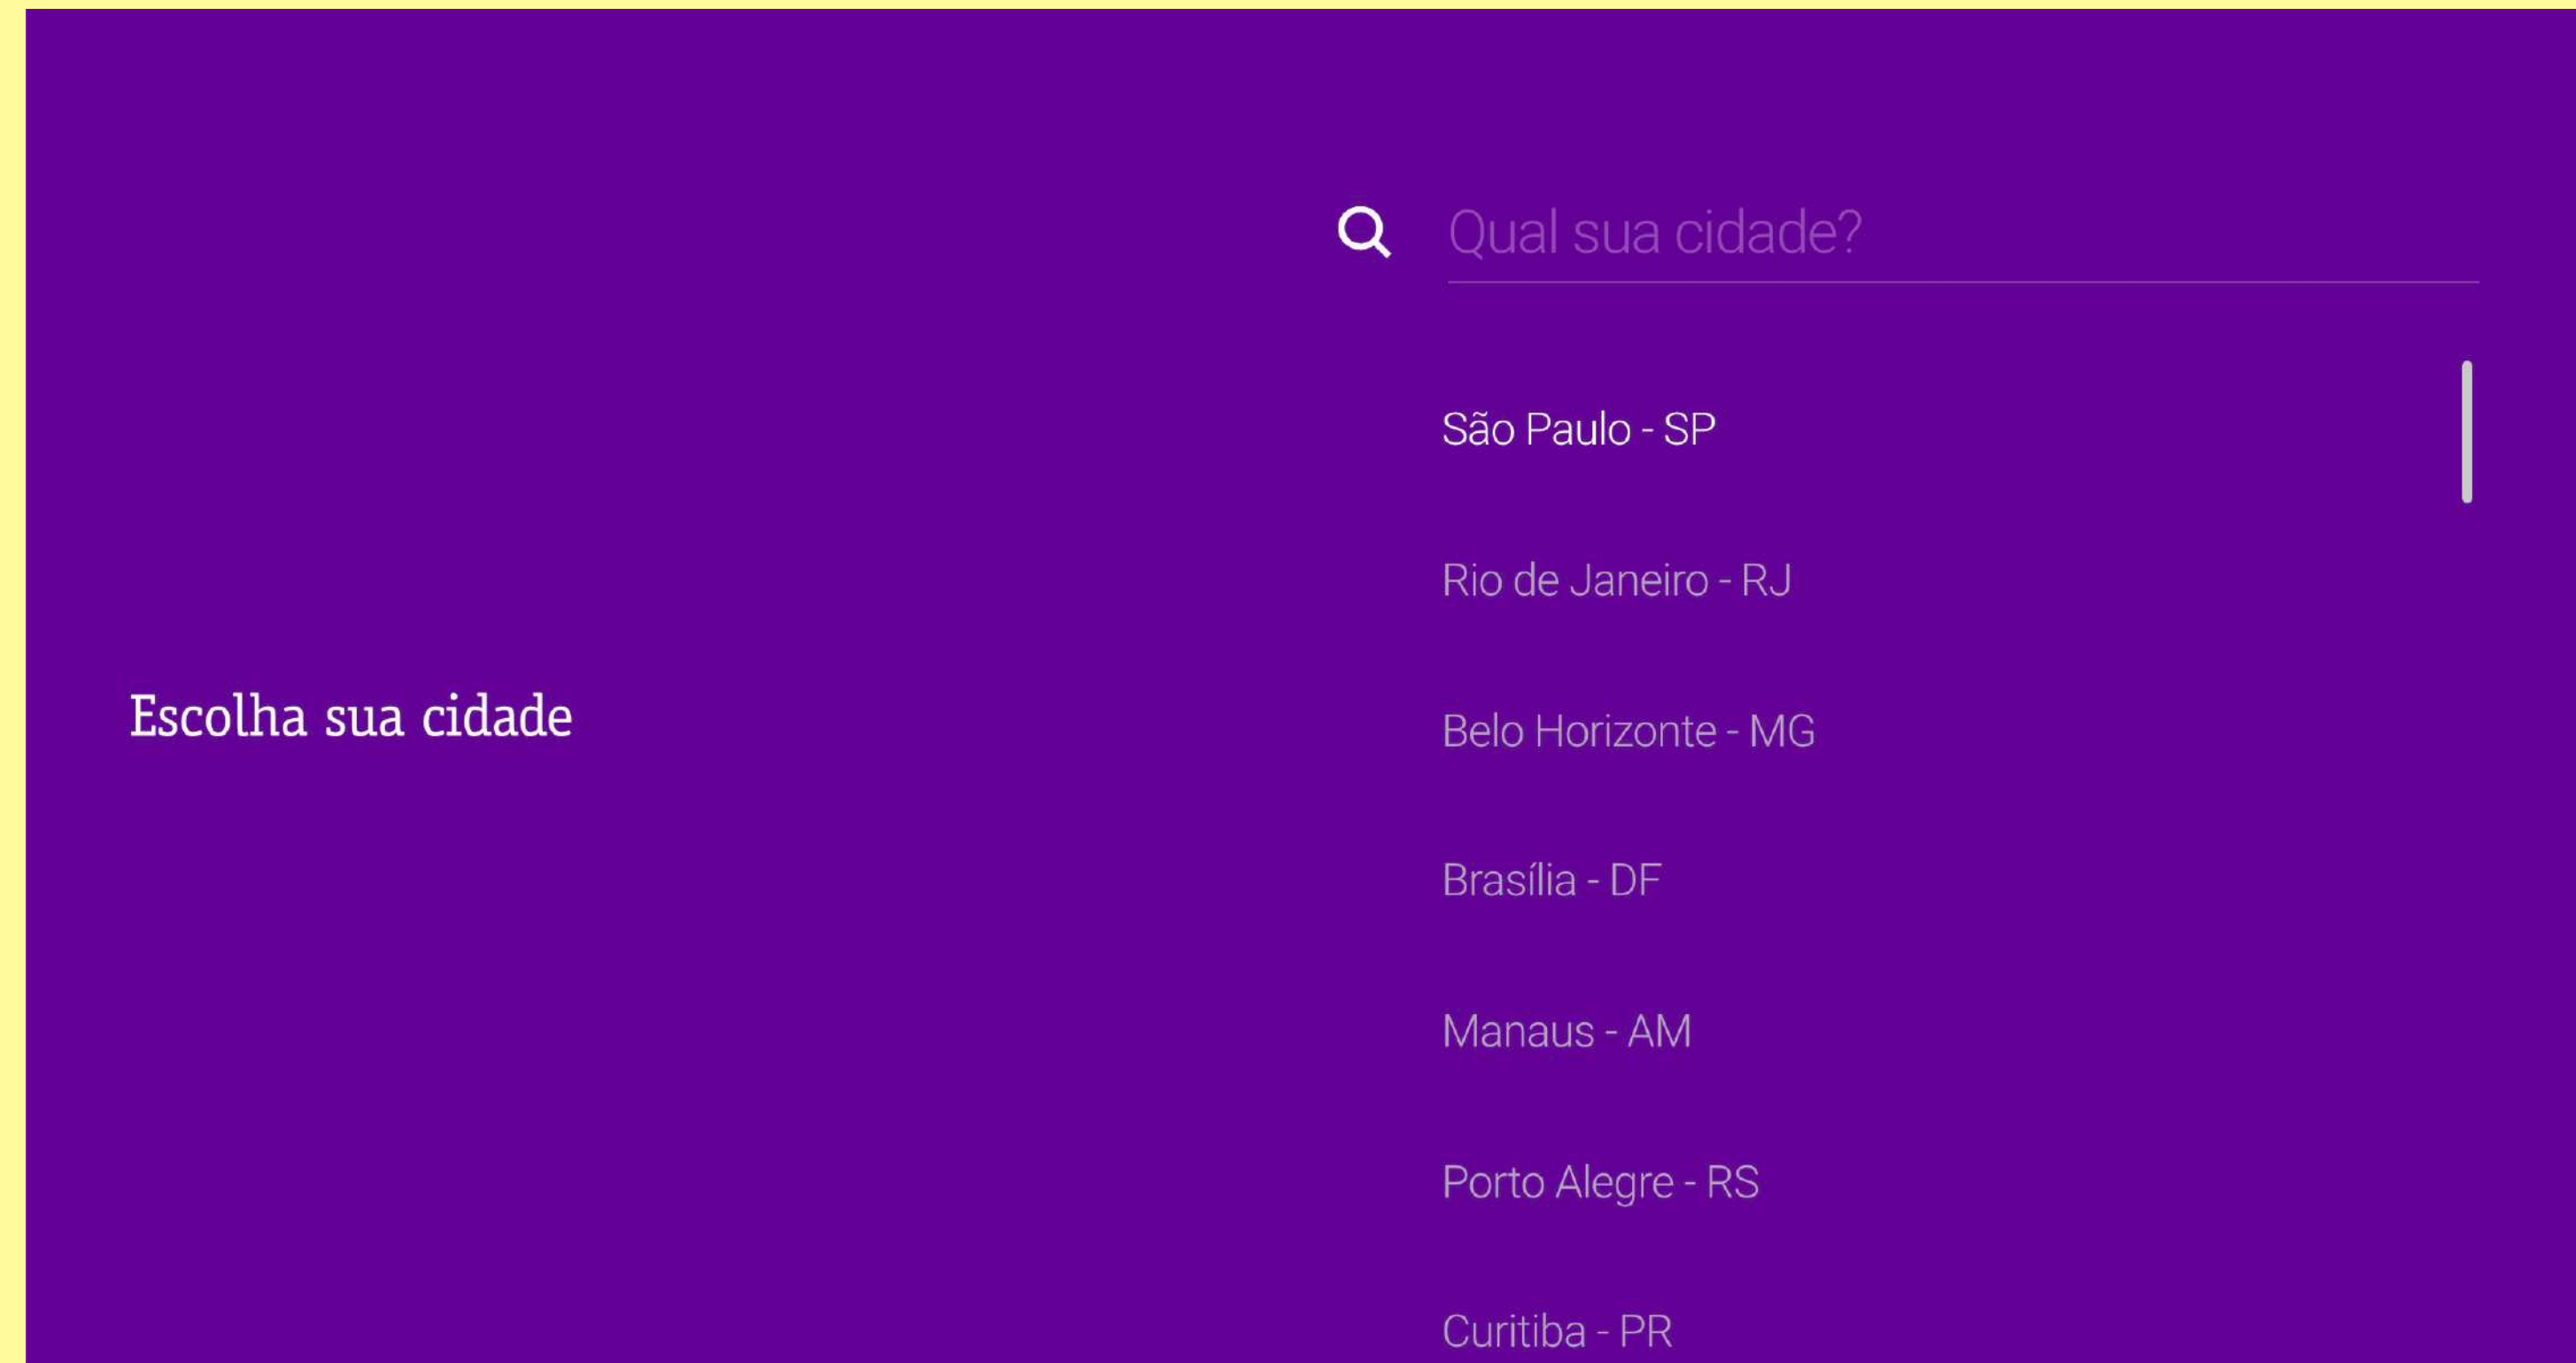 Qual sua cidade?
São Paulo - SP
Rio de Janeiro - RJ
Escolha sua cidade
Belo Horizonte - MG
Brasília - DF
Manaus - AM
Porto Alegre - RS
Curitiba - PR